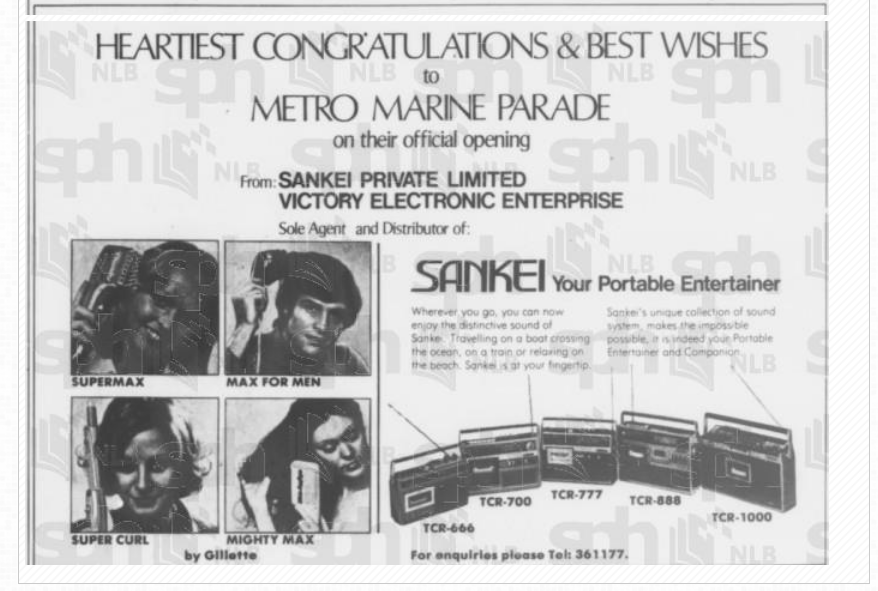 HEARTIEST CONGRATULATIONS & BEST WISHES
to
METRO MARINE PARADE
on their official opening
From: SANKEI PRIVATE LIMITED
VICTORY ELECTRONIC ENTERPRISE
Sole Agent and Distributor of:
SUPERMAX
MAX FOR MEN
SUPER CURL
MIGHTY MAX
by Gillette
SANKEI Your Portable Entertainer
Wherever you go, you can now
enjoy the distinctive sound of
Sankei. Travelling on a boat crossing
the ocean, on a train or relaxing on
the beach. Sankei is at your fingertip.
Sankei's unique collection of sound
system, makes the impossible
possible, it is indeed your Portable
Entertainer and Companion.
TCR-666
TCR-700
TCR-777
TCR-888
TCR-1000
For enquiries please Tel: 361177.
sph NLB